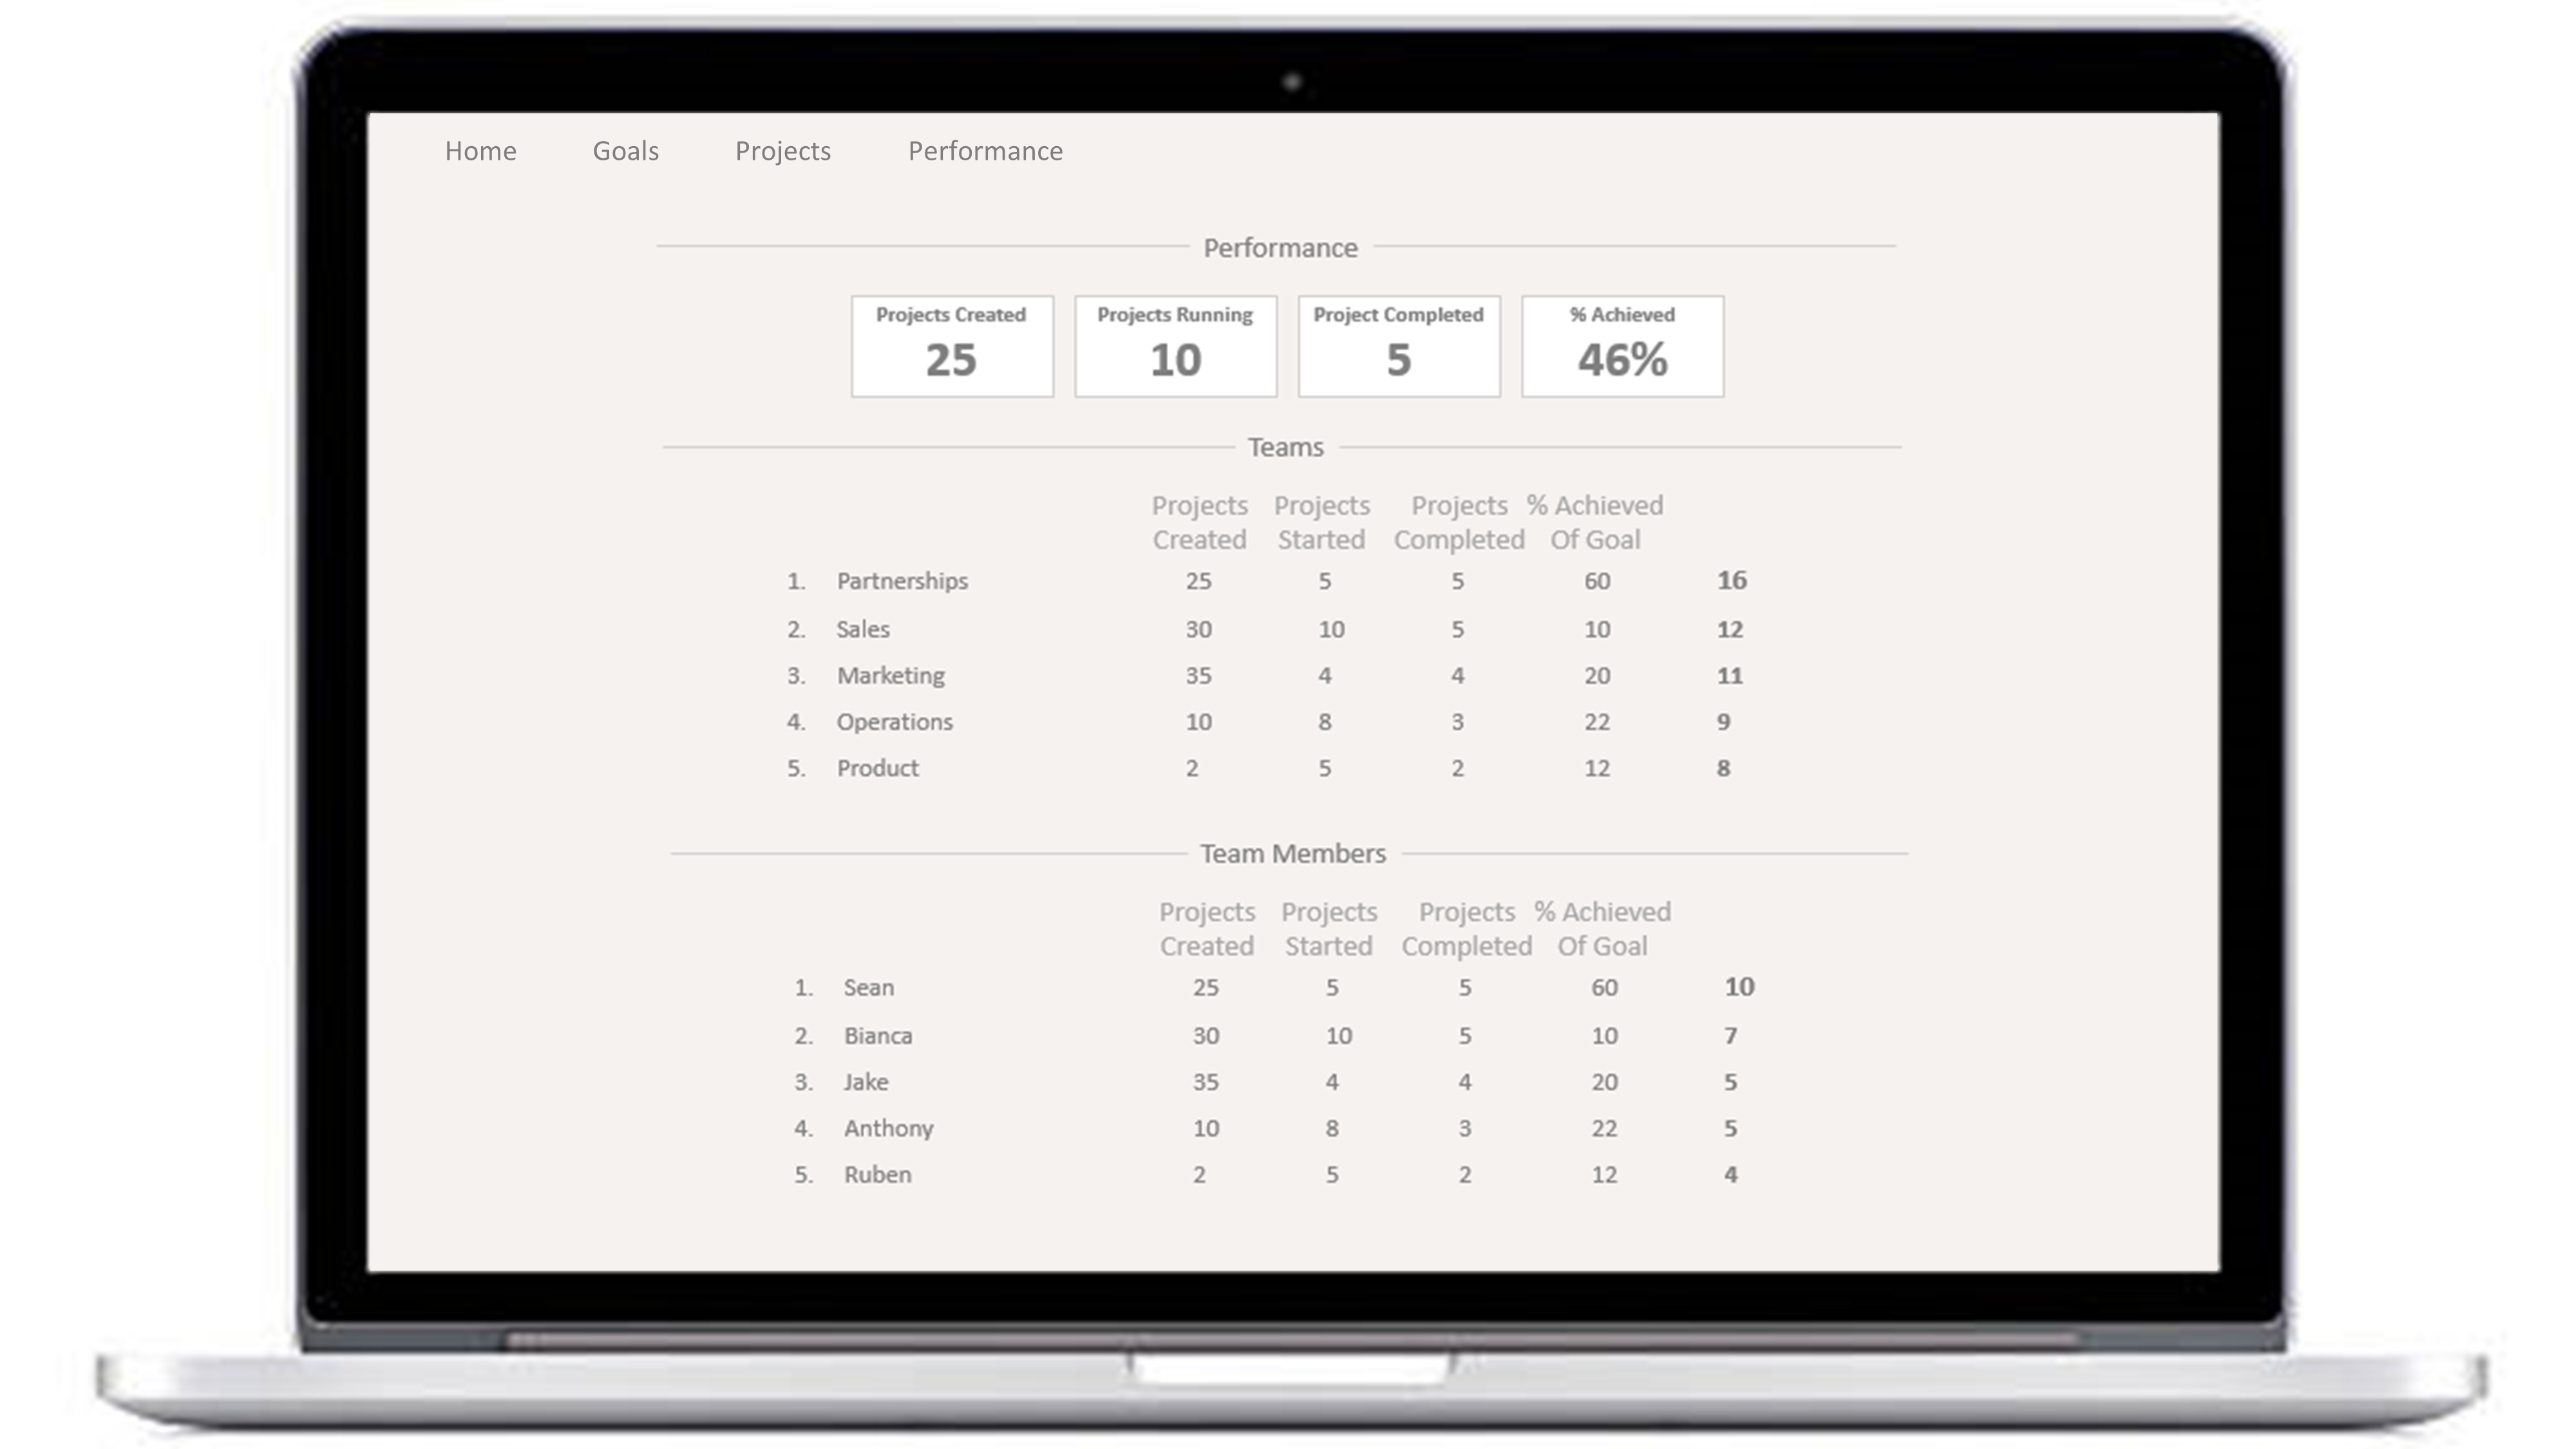 Home Goals Projects Performance
Performance
Projects Created Projects Running Project Completed % Achieved
25 10 5 46%
Teams
Projects Projects Projects % Achieved
Created Started Completed Of Goal
1. Partnerships 25 5 5 60 16
2. Sales 30 10 5 10 12
3. Marketing 35 4 4 20 11
4. Operations 10 8 3 22 9
5. Product 2 5 2 12 8
Team Members
Projects Projects Projects % Achieved
Created Started Completed Of Goal
1. Sean 25 5 5 60 10
2. Bianca 30 10 5 10 7
3. Jake 35 4 4 20 5
4. Anthony 10 8 3 22 5
5. Ruben 2 5 2 12 4